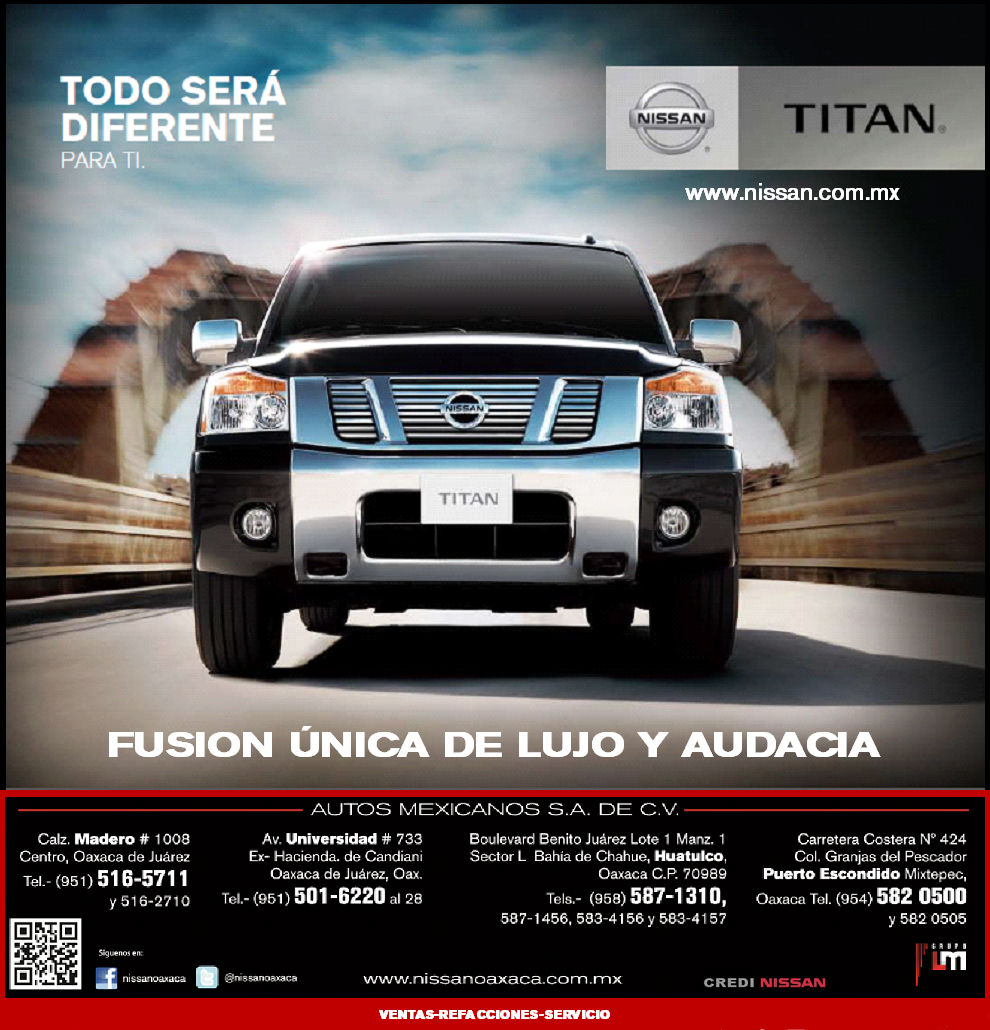 TODO SERÁ
DIFERENTE
PARA TI.
NISSAN
TITAN®
www.nissan.com.mx
NISSAN
TITAN
FUSION ÚNICA DE LUJO Y AUDACIA
AUTOS MEXICANOS S.A. DE C.V.
Calz. Madero # 1008
Centro, Oaxaca de Juárez
Tel.- (951) 516-5711
y 516-2710
Av. Universidad # 733
Ex- Hacienda. de Candiani
Oaxaca de Juárez, Oax.
Tel.- (951) 501-6220 al 28
Boulevard Benito Juárez Lote 1 Manz. 1
Sector L Bahía de Chahue, Huatulco,
Oaxaca C.P. 70989
Tels.- (958) 587-1310,
587-1456, 583-4156 y 583-4157
Carretera Costera N° 424
Col. Granjas del Pescador
Puerto Escondido Mixtepec,
Oaxaca Tel. (954) 582 0500
y 582 0505
Síguenos en:
nissanoaxaca
@nissanoaxaca
www.nissanoaxaca.com.mx
CREDI NISSAN
GRUPO
LM
VENTAS-REFACCIONES-SERVICIO